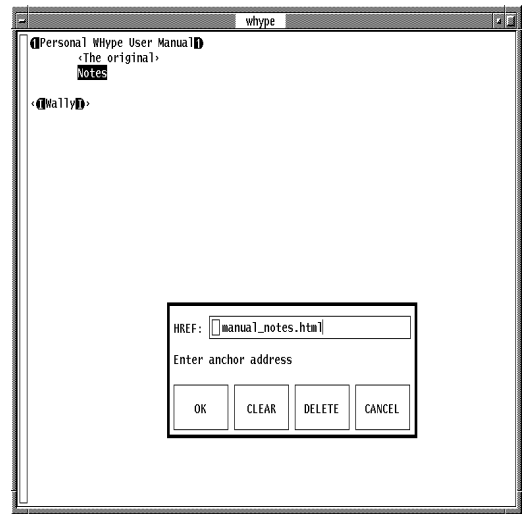 whype
Personal WHype User Manual
‹The original›
Notes
‹Wally›
HREF: manual_notes.html
Enter anchor address
OK CLEAR DELETE CANCEL